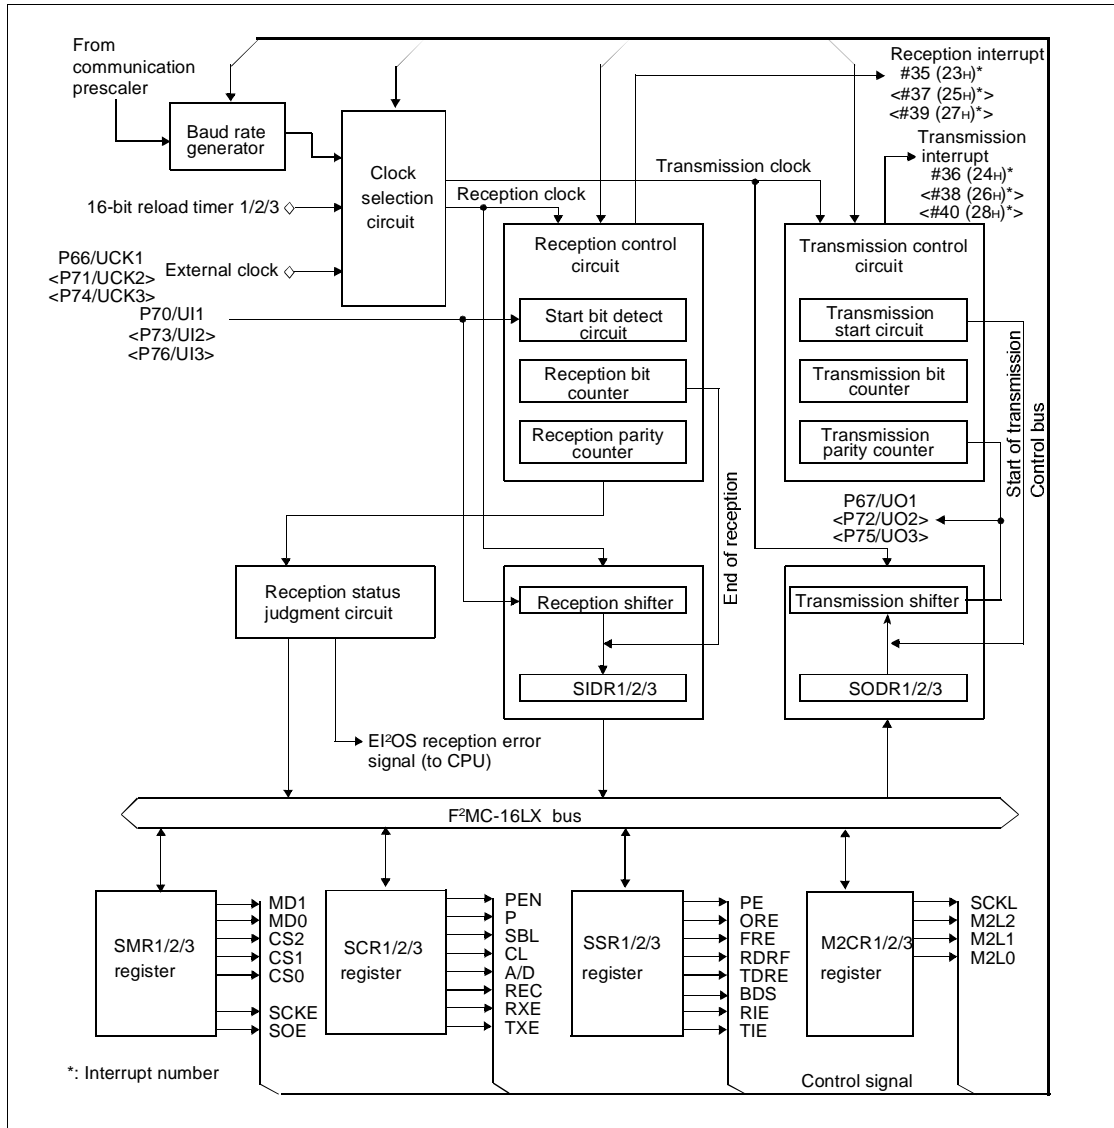 From
communication
prescaler
Baud rate
generator
Clock
selection
circuit
16-bit reload timer 1/2/3
P66/UCK1
<P71/UCK2>
<P74/UCK3>
External clock
P70/UI1
<P73/UI2>
<P76/UI3>
Reception clock
Transmission clock
Reception interrupt
#35 (23H)*
<#37 (25H)*>
<#39 (27H)*>
Transmission
interrupt
#36 (24H)*
<#38 (26H)*>
<#40 (28H)*>
Reception control
circuit
Start bit detect
circuit
Reception bit
counter
Reception parity
counter
Transmission control
circuit
Transmission
start circuit
Transmission bit
counter
Transmission
parity counter
Start of transmission
Control bus
End of reception
P67/UO1
<P72/UO2>
<P75/UO3>
Reception status
judgment circuit
Reception shifter
SIDR1/2/3
Transmission shifter
SODR1/2/3
EI²OS reception error
signal (to CPU)
F²MC-16LX bus
SMR1/2/3
register
MD1
MD0
CS2
CS1
CS0
SCKE
SOE
SCR1/2/3
register
PEN
P
SBL
CL
A/D
REC
RXE
TXE
SSR1/2/3
register
PE
ORE
FRE
RDRF
TDRE
BDS
RIE
TIE
M2CR1/2/3
register
SCKL
M2L2
M2L1
M2L0
*: Interrupt number
Control signal